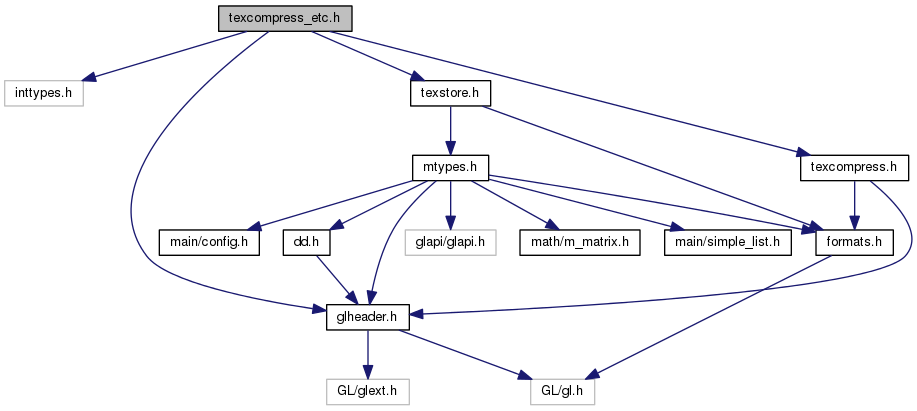 texcompress_etc.h
inttypes.h
texstore.h
mtypes.h
texcompress.h
main/config.h
dd.h
glapi/glapi.h
math/m_matrix.h
main/simple_list.h
formats.h
glheader.h
GL/glext.h
GL/gl.h